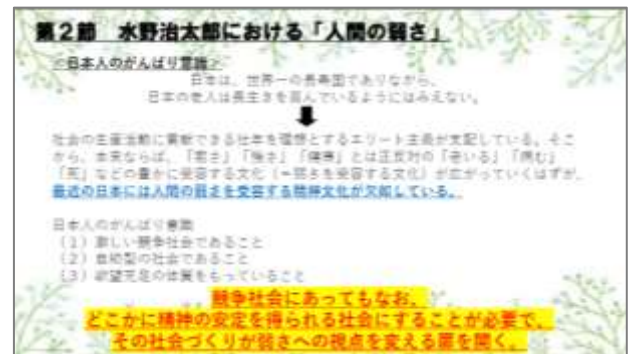 第2節 水野治太郎における「人間の弱さ」
<日本人のがんばり意識>
日本は、世界一の長寿国でありながら、
日本の老人は長生きを喜んでいるようにはみえない。
社会の生産活動に貢献できる壮年を理想とするエリート主義が支配している。そこ
から、本来ならば、「若さ」「強さ」「健康」とは正反対の「老いる」「病む」
「死」などの豊かに受容する文化(=弱さを受容する文化)が広がっていくはずが、
最近の日本には人間の弱さを受容する精神文化が欠如している。
日本人のがんばり意識
(1)激しい競争社会であること
(2)自助型の社会であること
(3)欲望充足の体質をもっていること
競争社会にあってもなお、
どこかに精神の安定を得られる社会にすることが必要で、
その社会づくりが弱さへの視点を変える扉を開く。